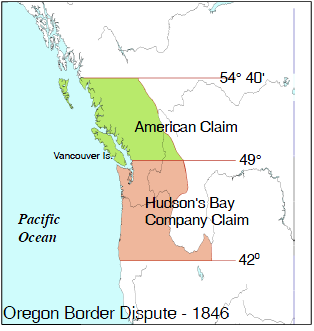 54° 40'
American Claim
Vancouver Is.
49°
Hudson's Bay
Company Claim
Pacific
Ocean
42°
Oregon Border Dispute - 1846